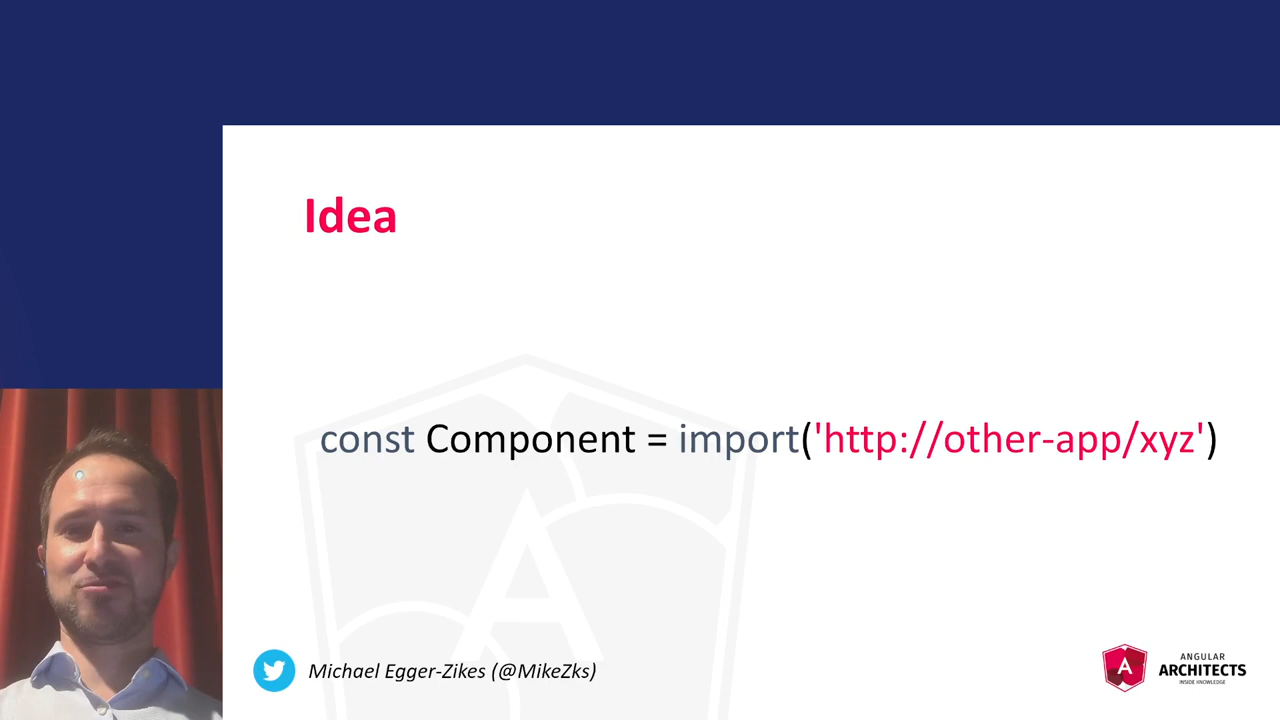 Idea
const Component = import('http://other-app/xyz')
Michael Egger-Zikes (@MikeZks)
A
ANGULAR
ARCHITECTS
INSIDE KNOWLEDGE